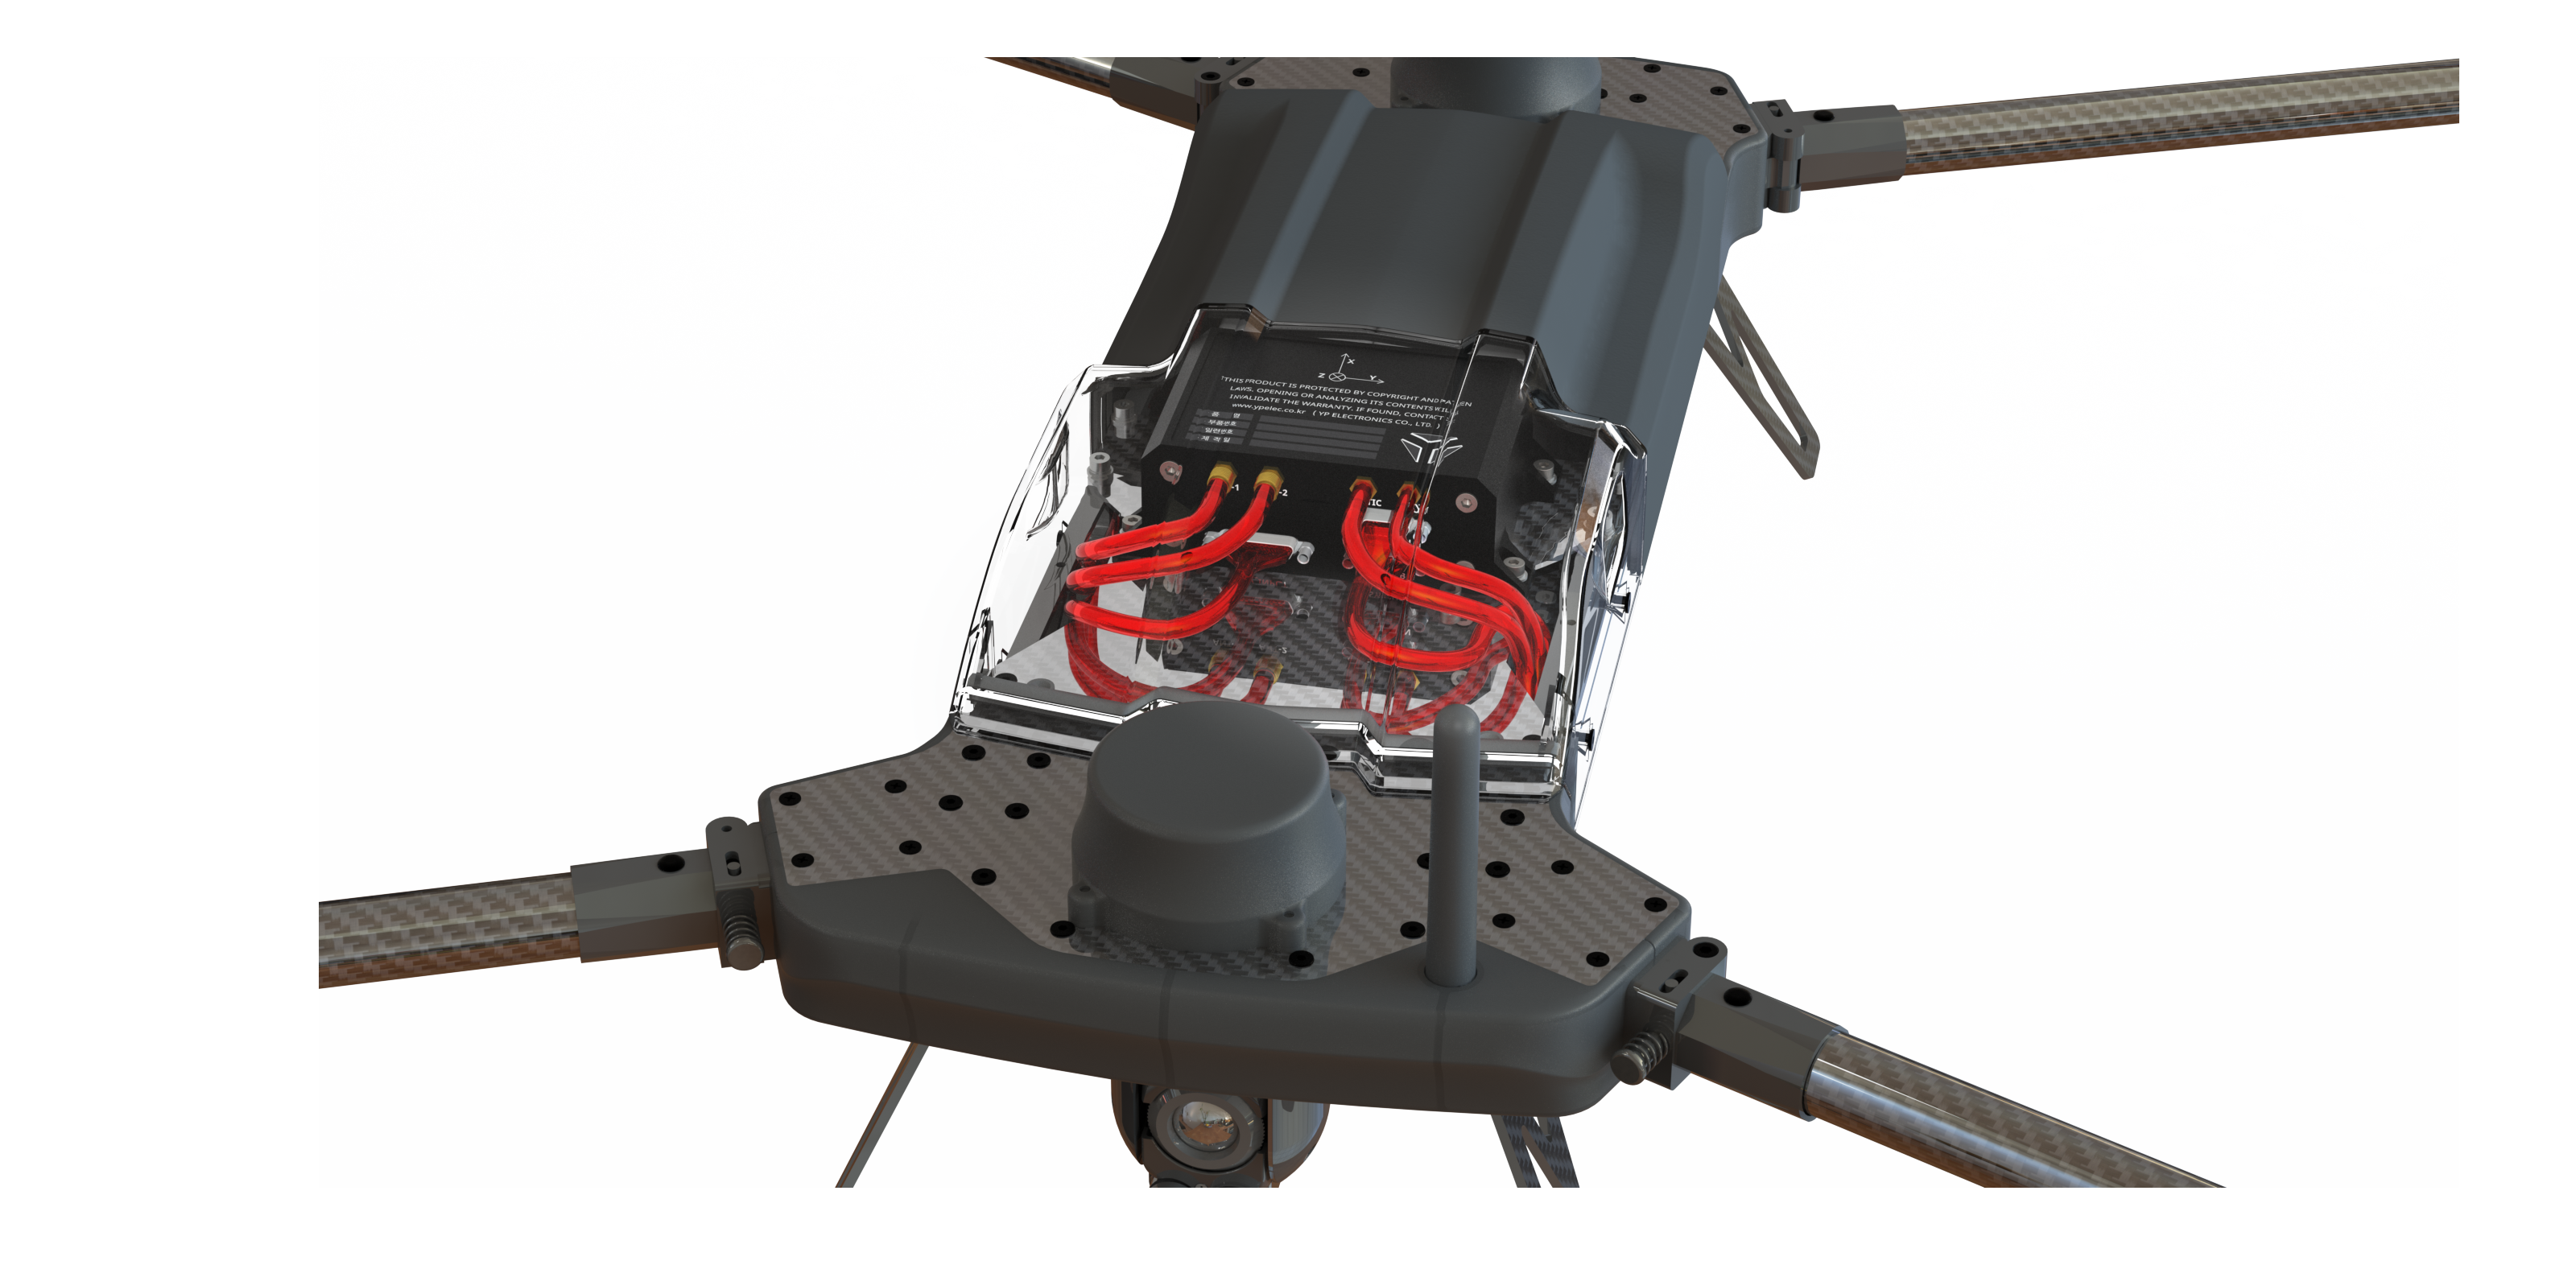 X
Z Y
THIS PRODUCT IS PROTECTED BY COPYRIGHT AND PATEN
LAWS. OPENING OR ANALYZING ITS CONTENTS WILL
INVALIDATE THE WARRANTY. IF FOUND, CONTACT
www.ypelec.co.kr ( YP ELECTRONICS CO., LTD. )
품 명
부품번호
일련번호
제 작 일
-1
-2
TIC
-S